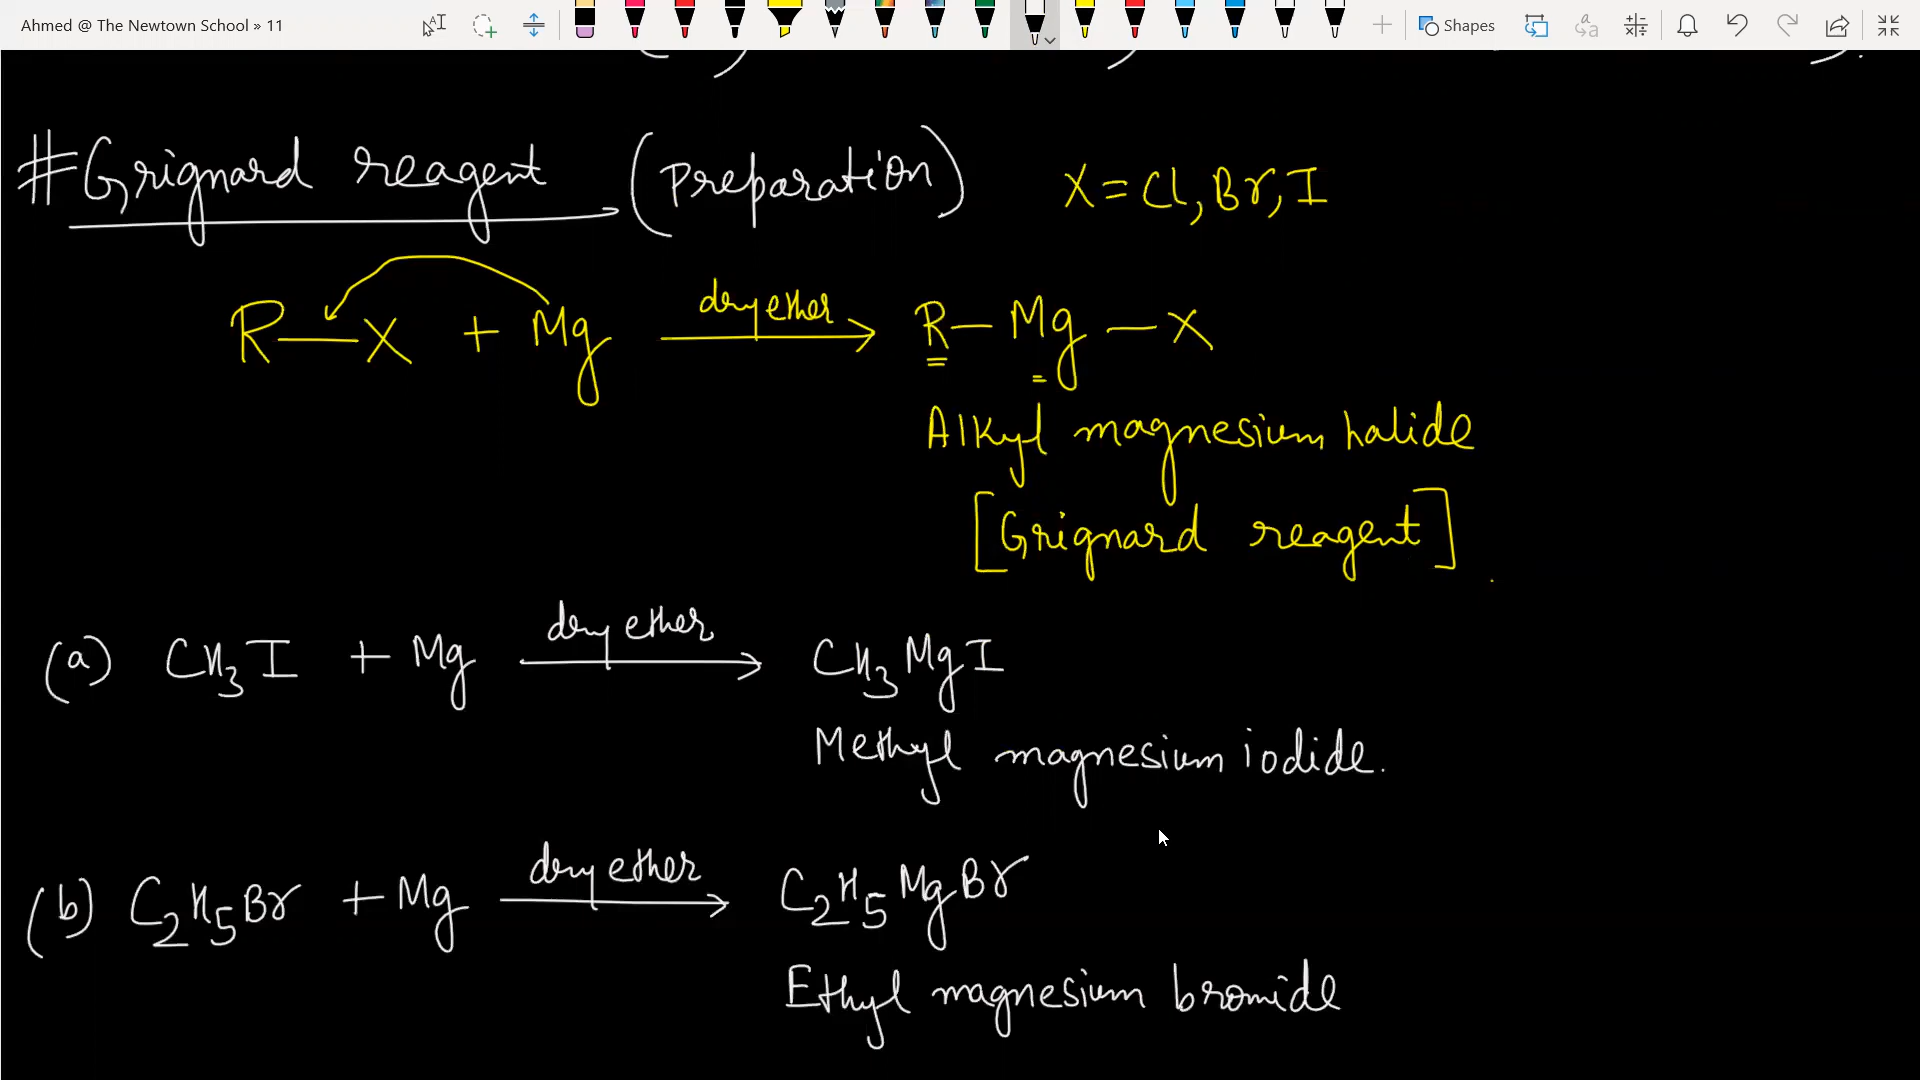 Ahmed @ The Newtown School » 11
Shapes
# Grignard reagent (Preparation) X = Cl, Br, I
R—X + Mg dry ether → R—Mg—X
Alkyl magnesium halide
[Grignard reagent]
(a) CH₃I + Mg dry ether → CH₃MgI
Methyl magnesium iodide.
(b) C₂H₅Br + Mg dry ether → C₂H₅MgBr
Ethyl magnesium bromide